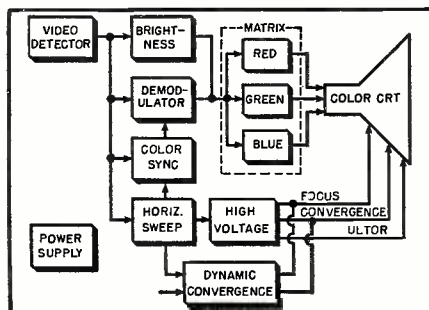 VIDEO
DETECTOR
BRIGHT-
NESS
MATRIX
RED
DEMOD-
ULATOR
GREEN
COLOR CRT
COLOR
SYNC
BLUE
FOCUS
HORIZ.
SWEEP
HIGH
VOLTAGE
CONVERGENCE
ULTOR
POWER
SUPPLY
DYNAMIC
CONVERGENCE